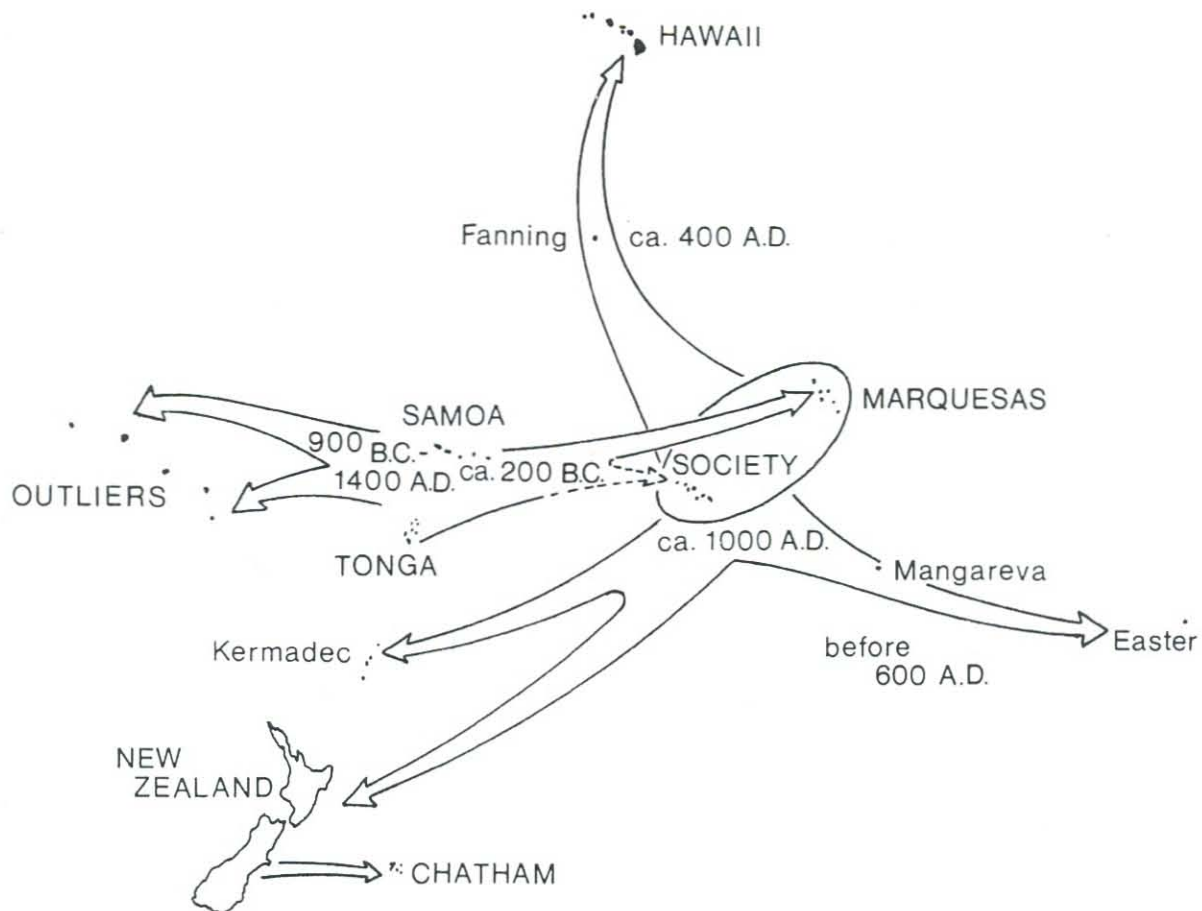 HAWAII
Fanning
ca. 400 A.D.
MARQUESAS
SAMOA
900 B.C.
1400 A.D.
ca. 200 B.C.
SOCIETY
OUTLIERS
TONGA
ca. 1000 A.D.
Mangareva
Kermadec
before
600 A.D.
Easter
NEW
ZEALAND
CHATHAM